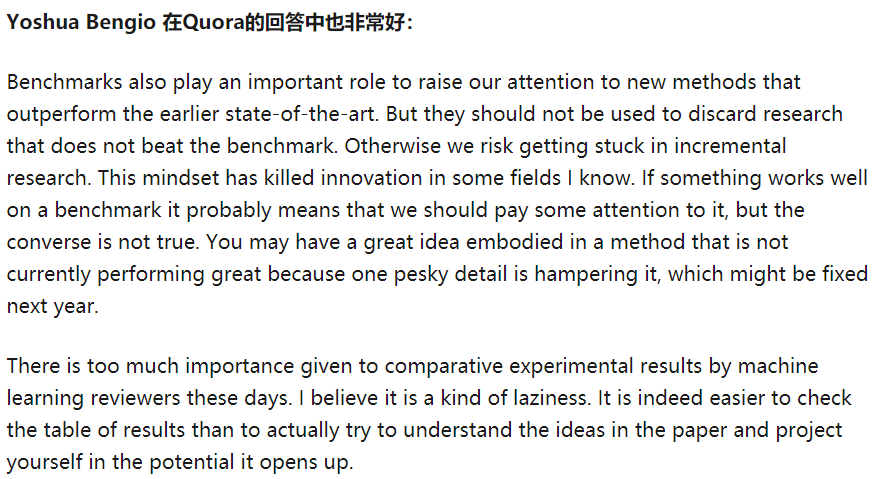 Yoshua Bengio 在Quora的回答中也非常好：
Benchmarks also play an important role to raise our attention to new methods that
outperform the earlier state-of-the-art. But they should not be used to discard research
that does not beat the benchmark. Otherwise we risk getting stuck in incremental
research. This mindset has killed innovation in some fields I know. If something works well
on a benchmark it probably means that we should pay some attention to it, but the
converse is not true. You may have a great idea embodied in a method that is not
currently performing great because one pesky detail is hampering it, which might be fixed
next year.
There is too much importance given to comparative experimental results by machine
learning reviewers these days. I believe it is a kind of laziness. It is indeed easier to check
the table of results than to actually try to understand the ideas in the paper and project
yourself in the potential it opens up.